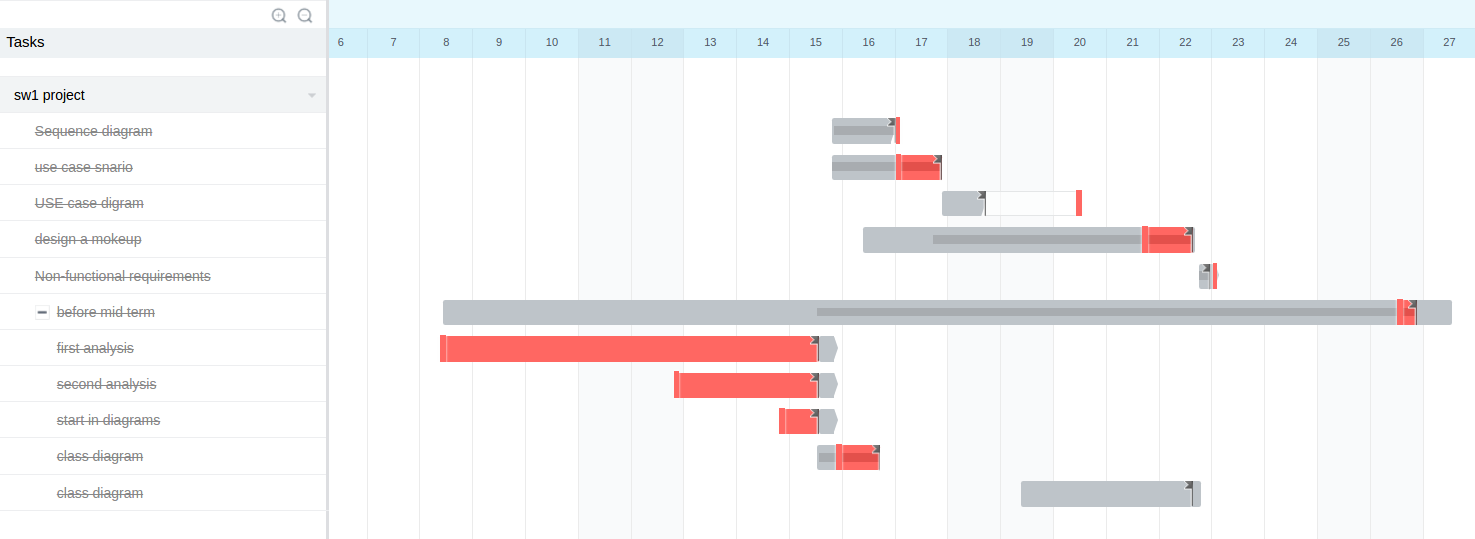 Tasks
6 7 8 9 10 11 12 13 14 15 16 17 18 19 20 21 22 23 24 25 26 27
sw1 project
Sequence diagram
use case snario
USE case digram
design a mokeup
Non-functional requirements
before mid term
first analysis
second analysis
start in diagrams
class diagram
class diagram